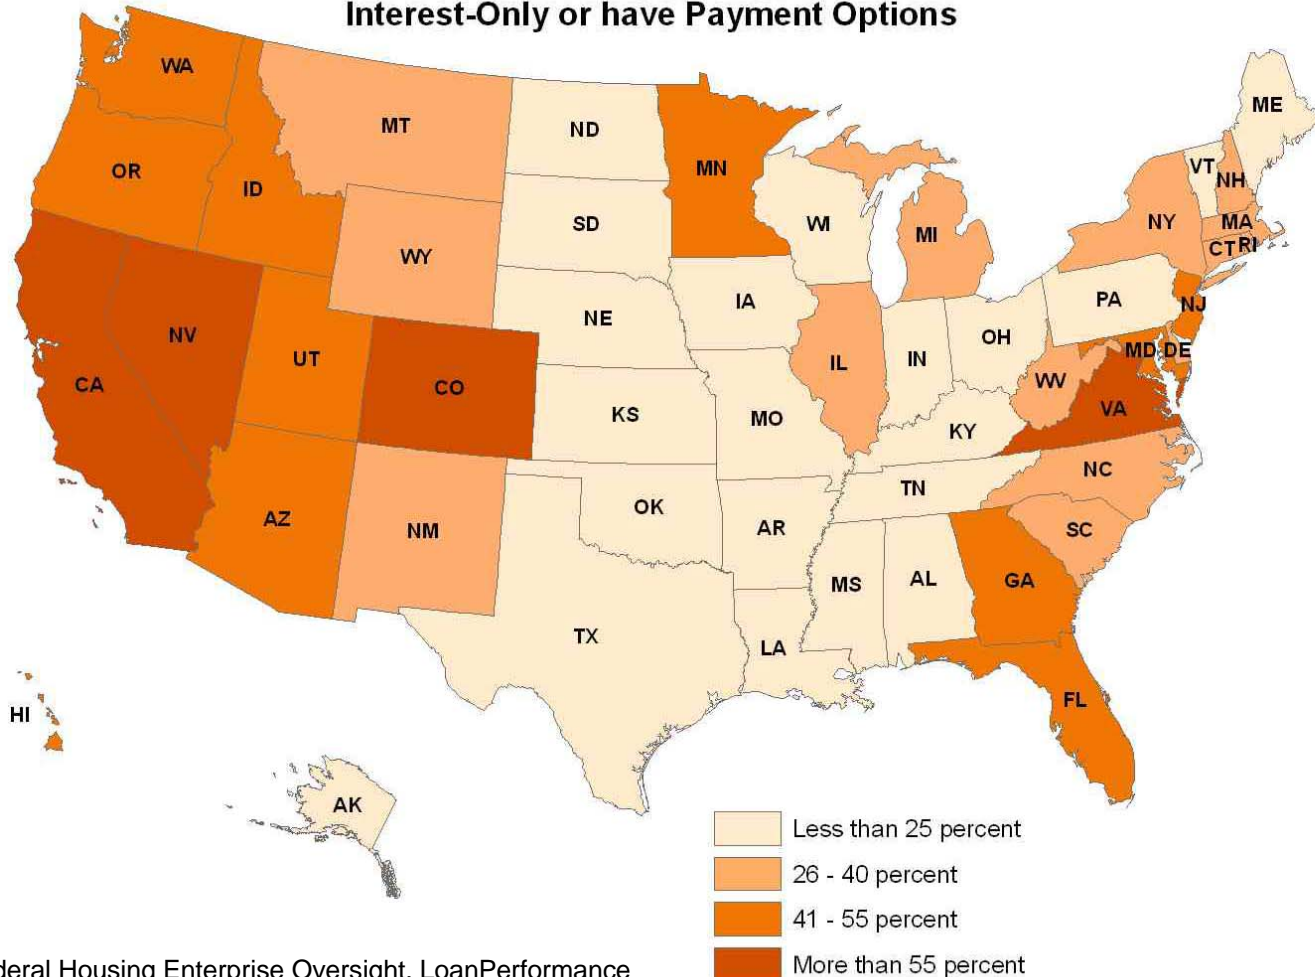 Interest-Only or have Payment Options
WA
MT
ND
MN
ME
OR
ID
SD
WI
VT
NH
WY
MI
NY
MA
CT
RI
NV
NE
IA
PA
NJ
UT
IL
IN
OH
MD
DE
CA
CO
KS
MO
WV
VA
KY
NC
AZ
NM
OK
AR
TN
SC
TX
MS
AL
GA
LA
FL
HI
AK
Less than 25 percent
26 - 40 percent
41 - 55 percent
More than 55 percent
deral Housing Enterprise Oversight, LoanPerformance